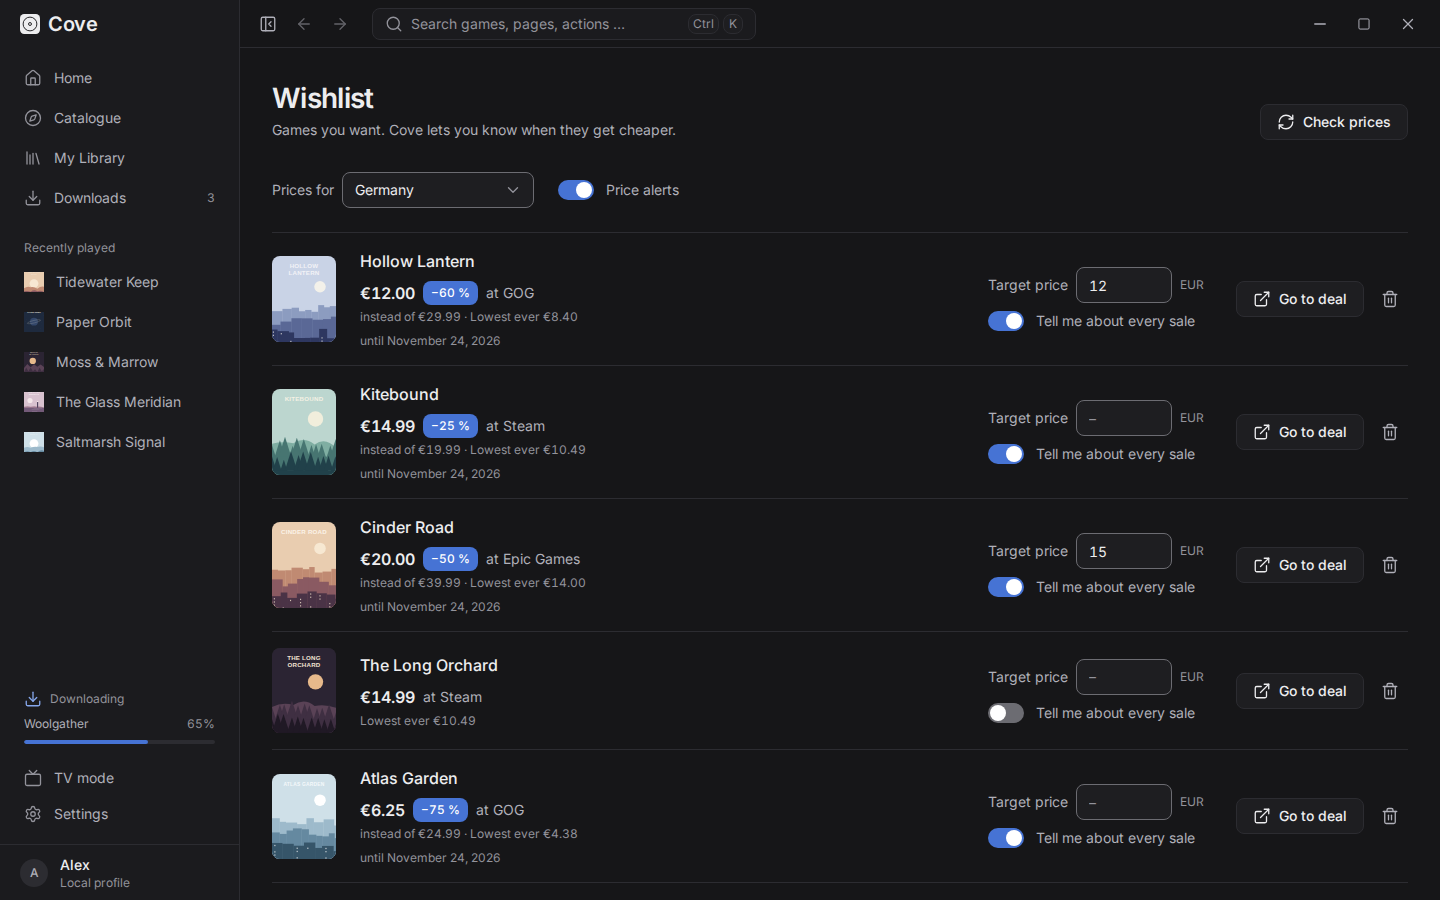 Cove
Search games, pages, actions ...
Ctrl
K
Home
Catalogue
My Library
Downloads
3
Recently played
Tidewater Keep
Paper Orbit
Moss & Marrow
The Glass Meridian
Saltmarsh Signal
Downloading
Woolgather
65%
TV mode
Settings
A
Alex
Local profile
Wishlist
Games you want. Cove lets you know when they get cheaper.
Check prices
Prices for
Germany
Price alerts
HOLLOW
LANTERN
Hollow Lantern
€12.00
−60 %
at GOG
instead of €29.99 · Lowest ever €8.40
until November 24, 2026
Target price
12
EUR
Tell me about every sale
Go to deal
KITEBOUND
Kitebound
€14.99
−25 %
at Steam
instead of €19.99 · Lowest ever €10.49
until November 24, 2026
Target price
–
EUR
Tell me about every sale
Go to deal
CINDER ROAD
Cinder Road
€20.00
−50 %
at Epic Games
instead of €39.99 · Lowest ever €14.00
until November 24, 2026
Target price
15
EUR
Tell me about every sale
Go to deal
THE LONG
ORCHARD
The Long Orchard
€14.99
at Steam
Lowest ever €10.49
Target price
–
EUR
Tell me about every sale
Go to deal
ATLAS GARDEN
Atlas Garden
€6.25
−75 %
at GOG
instead of €24.99 · Lowest ever €4.38
until November 24, 2026
Target price
–
EUR
Tell me about every sale
Go to deal